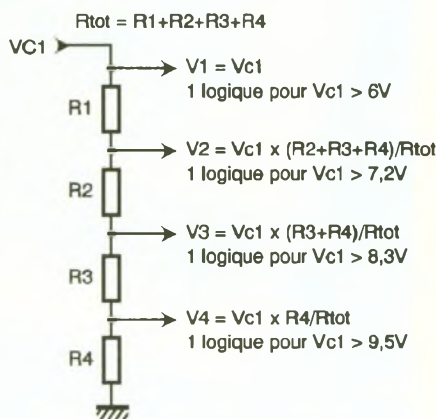 Rtot = R1+R2+R3+R4
VC1
V1 = Vc1
1 logique pour Vc1 > 6V
R1
V2 = Vc1 x (R2+R3+R4)/Rtot
1 logique pour Vc1 > 7,2V
R2
V3 = Vc1 x (R3+R4)/Rtot
1 logique pour Vc1 > 8,3V
R3
V4 = Vc1 x R4/Rtot
1 logique pour Vc1 > 9,5V
R4